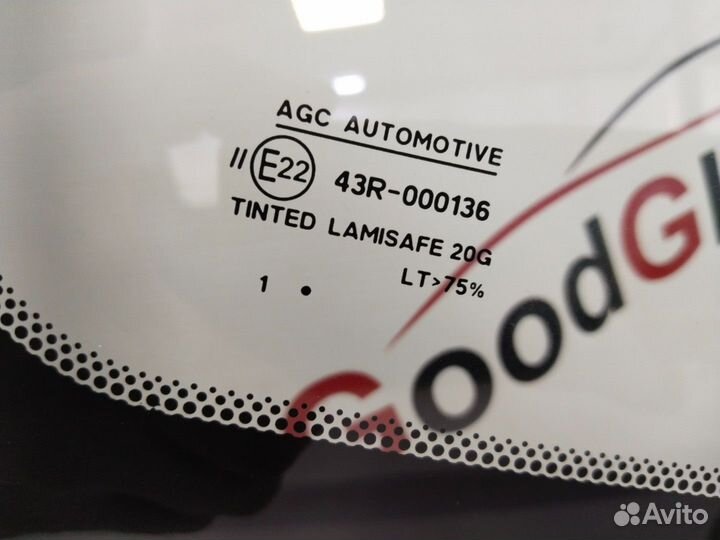 AGC AUTOMOTIVE
II E22 43R-000136
TINTED LAMISAFE 20G
LT>75%
1 •
GoodGl
Avito